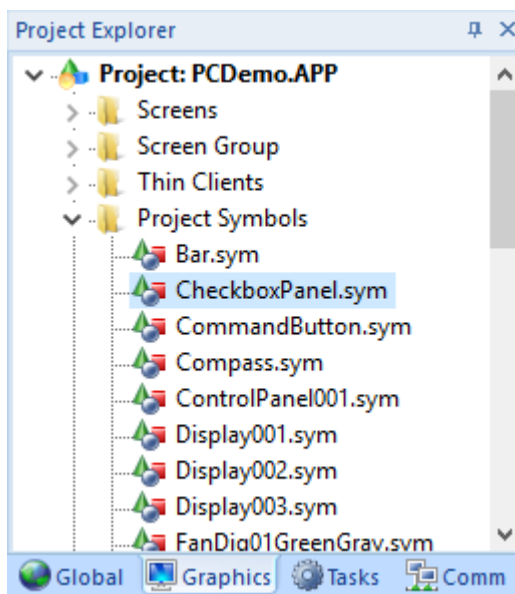 Project Explorer
Project: PCDemo.APP
Screens
Screen Group
Thin Clients
Project Symbols
Bar.sym
CheckboxPanel.sym
CommandButton.sym
Compass.sym
ControlPanel001.sym
Display001.sym
Display002.sym
Display003.sym
FanDig01GreenGray.sym
Global Graphics Tasks Comm